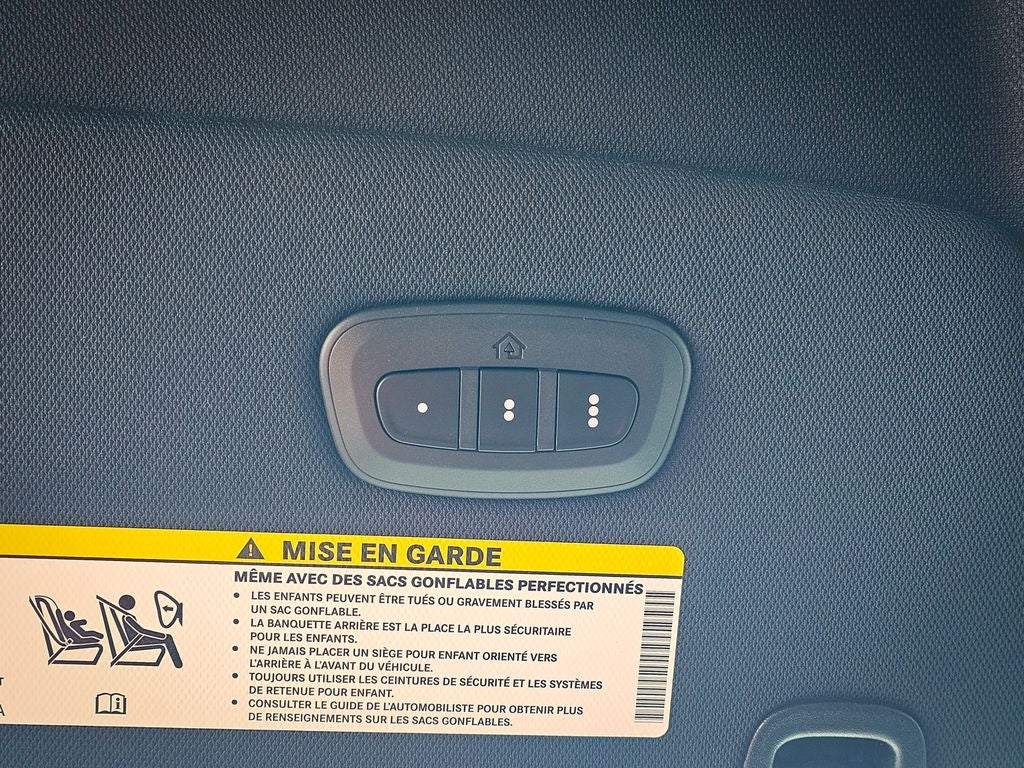 MISE EN GARDE
MÊME AVEC DES SACS GONFLABLES PERFECTIONNÉS
• LES ENFANTS PEUVENT ÊTRE TUÉS OU GRAVEMENT BLESSÉS PAR
UN SAC GONFLABLE.
• LA BANQUETTE ARRIÈRE EST LA PLACE LA PLUS SÉCURITAIRE
POUR LES ENFANTS.
• NE JAMAIS PLACER UN SIÈGE POUR ENFANT ORIENTÉ VERS
L'ARRIÈRE À L'AVANT DU VÉHICULE.
• TOUJOURS UTILISER LES CEINTURES DE SÉCURITÉ ET LES SYSTÈMES
DE RETENUE POUR ENFANT.
• CONSULTER LE GUIDE DE L'AUTOMOBILISTE POUR OBTENIR PLUS
DE RENSEIGNEMENTS SUR LES SACS GONFLABLES.